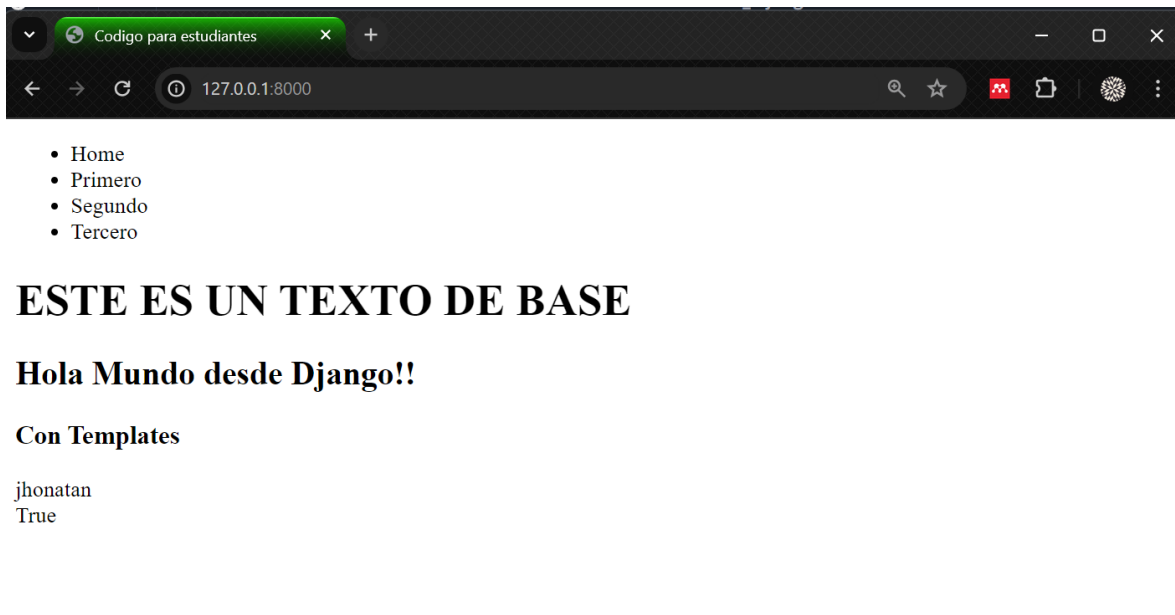 Codigo para estudiantes
127.0.0.1:8000
Home
Primero
Segundo
Tercero
ESTE ES UN TEXTO DE BASE
Hola Mundo desde Django!!
Con Templates
jhonatan
True